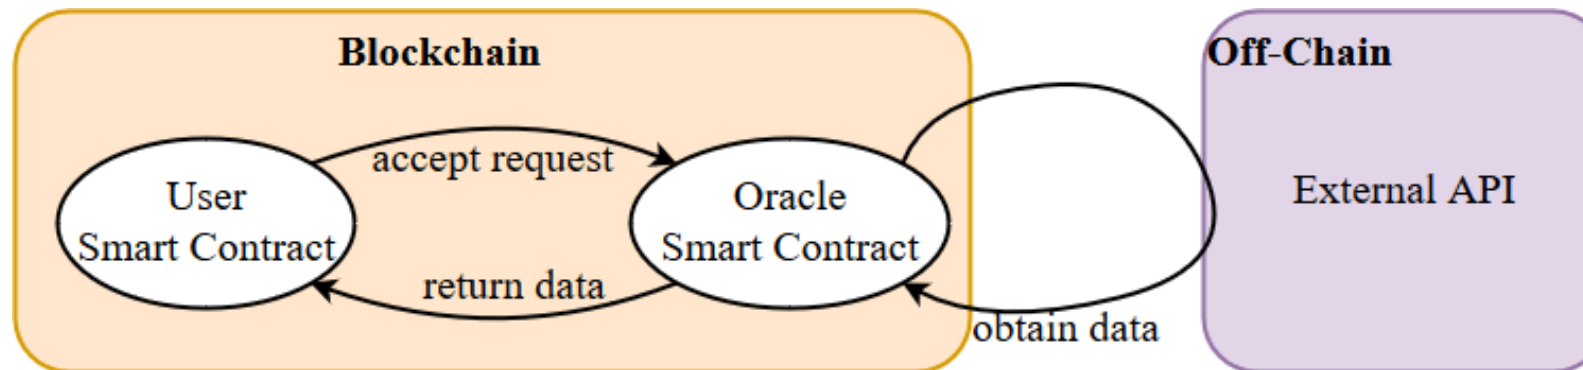 Blockchain
Off-Chain
accept request
User
Smart Contract
Oracle
Smart Contract
External API
return data
obtain data